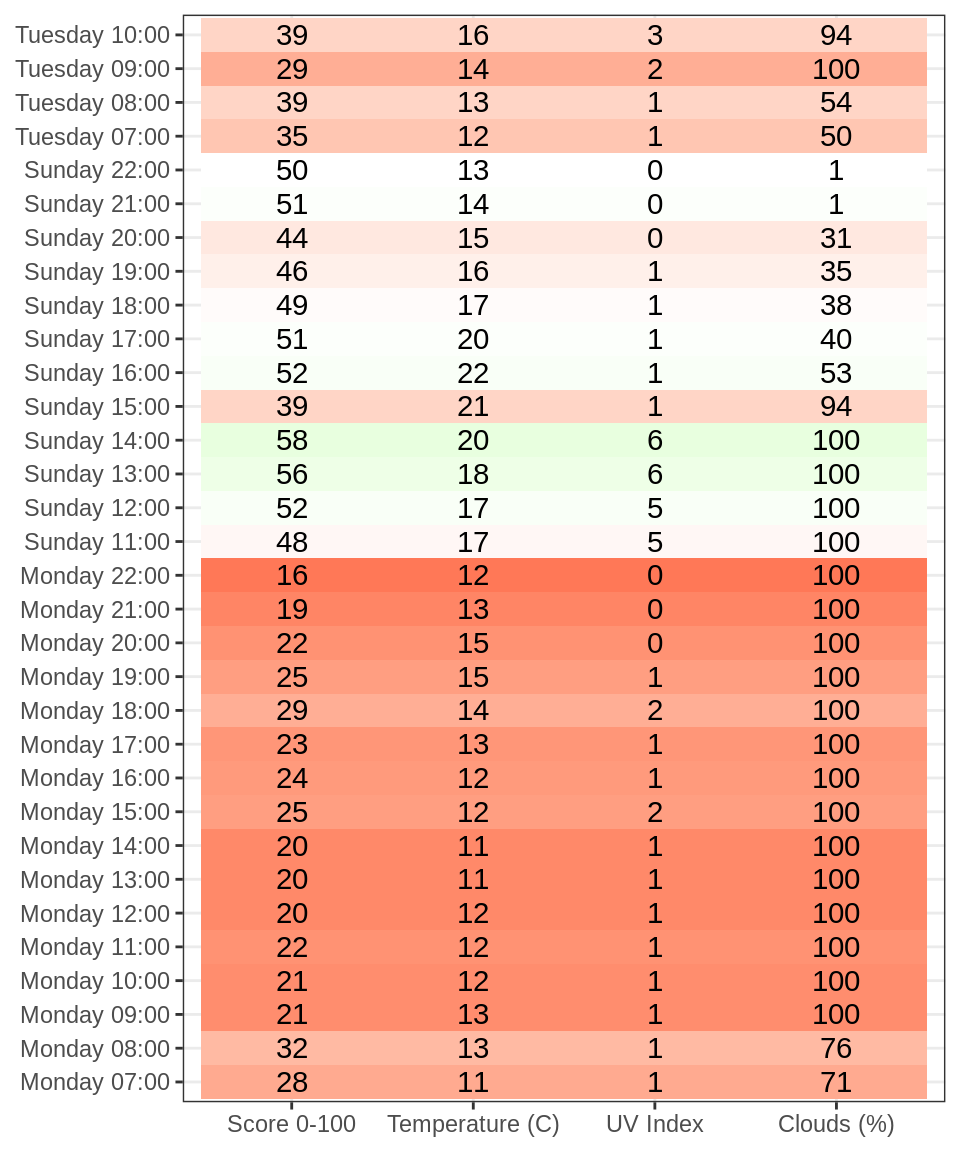 Tuesday 10:00 39 16 3 94
Tuesday 09:00 29 14 2 100
Tuesday 08:00 39 13 1 54
Tuesday 07:00 35 12 1 50
Sunday 22:00 50 13 0 1
Sunday 21:00 51 14 0 1
Sunday 20:00 44 15 0 31
Sunday 19:00 46 16 1 35
Sunday 18:00 49 17 1 38
Sunday 17:00 51 20 1 40
Sunday 16:00 52 22 1 53
Sunday 15:00 39 21 1 94
Sunday 14:00 58 20 6 100
Sunday 13:00 56 18 6 100
Sunday 12:00 52 17 5 100
Sunday 11:00 48 17 5 100
Monday 22:00 16 12 0 100
Monday 21:00 19 13 0 100
Monday 20:00 22 15 0 100
Monday 19:00 25 15 1 100
Monday 18:00 29 14 2 100
Monday 17:00 23 13 1 100
Monday 16:00 24 12 1 100
Monday 15:00 25 12 2 100
Monday 14:00 20 11 1 100
Monday 13:00 20 11 1 100
Monday 12:00 20 12 1 100
Monday 11:00 22 12 1 100
Monday 10:00 21 12 1 100
Monday 09:00 21 13 1 100
Monday 08:00 32 13 1 76
Monday 07:00 28 11 1 71
Score 0-100 Temperature (C) UV Index Clouds (%)